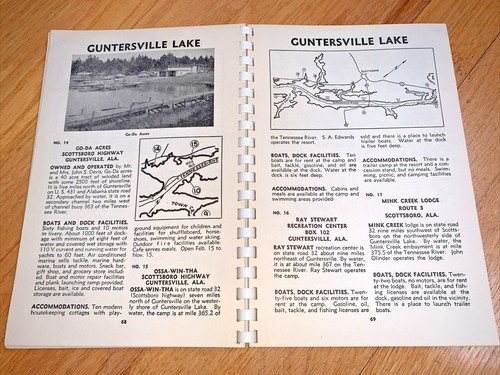 GUNTERSVILLE LAKE
Go-Da Acres
NO. 14
GO-DA ACRES
SCOTTSBORO HIGHWAY
GUNTERSVILLE, ALA.
OWNED AND OPERATED by Mr.
and Mrs. John S. Davis, Go-Da acres
is a 40 acre tract of wooded land
with some 2500 feet of shoreline.
It is five miles north of Guntersville
on U. S. 431 and Alabama state road
32. Approached by water, it is on a
secondary channel two miles west
of channel buoy 363 of the Tennes-
see River.
BOATS AND DOCK FACILITIES.
Sixty fishing boats and 10 motors
in livery. About 1000 feet of dock-
age with minimum of eight feet of
water and covered wet storage with
110 V current and running water for
yachts to 60 feet. Air conditioned
marina sells tackle, marine hard-
ware, boats and motors. Snack bar,
gift shop, and grocery store includ-
ed. Boat and motor repair facilities
and plank launching ramp provided.
Licenses, bait, ice and covered boat
storage are available.
ACCOMMODATIONS. Ten modern
housekeeping cottages with play-
14
15
TOWN
ground equipment for children and
facilities for shuffleboard, horse-
shoes, swimming and water skiing.
Outdoor fire facilities available.
Cafe serves meals. Open Feb. 15 to
Nov. 15.
NO. 15
OSSA-WIN-THA
SCOTTSBORO HIGHWAY
GUNTERSVILLE, ALA.
OSSA-WIN-THA is on state road 32
(Scottsboro highway) seven miles
north of Guntersville on the wester-
ly shore of Guntersville Lake. By
water, the camp is at mile 365.2 of
68
GUNTERSVILLE LAKE
the Tennessee River. S. A. Edwards
operates the resort.
BOATS, DOCK FACILITIES. Ten
boats are for rent at the camp and
bait, tackle, gasoline, and oil are
available at the dock. Water at the
dock is six feet deep.
ACCOMMODATIONS. Cabins and
meals are available at the camp and
swimming areas provided.
NO. 16
RAY STEWART
RECREATION CENTER
BOX 102
GUNTERSVILLE, ALA.
RAY STEWART recreation center is
on state road 32 about nine miles
northeast of Guntersville. By water,
it is at about mile 367 on the Ten-
nessee River. Ray Stewart operates
the camp.
BOATS, DOCK FACILITIES. Twen-
ty-five boats and six motors are for
rent at the camp. Gasoline, oil,
bait, tackle, and fishing licenses are
sold and there is place to launch
trailer boats. Water at the dock
is five feet deep.
ACCOMMODATIONS. There is a
trailer camp at the resort and a con-
cession stand, but no meals. Swim-
ming, picnic, and camping facilities
are available.
NO. 17
MINK CREEK LODGE
ROUTE 3
SCOTTSBORO, ALA.
MINK CREEK lodge is on state road
32 nine miles southwest of Scotts-
boro on the northwesterly side of
Guntersville Lake. By water, the
Mink Creek embayment is at mile
375.5 of the Tennessee River. John
Olinder operates the lodge.
BOATS, DOCK FACILITIES. Twen-
ty-two boats, no motors, are for rent
at the lodge. Bait, tackle, and fish-
ing licenses are available at the
dock, gasoline and oil in the vicinity.
There is a place to launch trailer
boats.
69